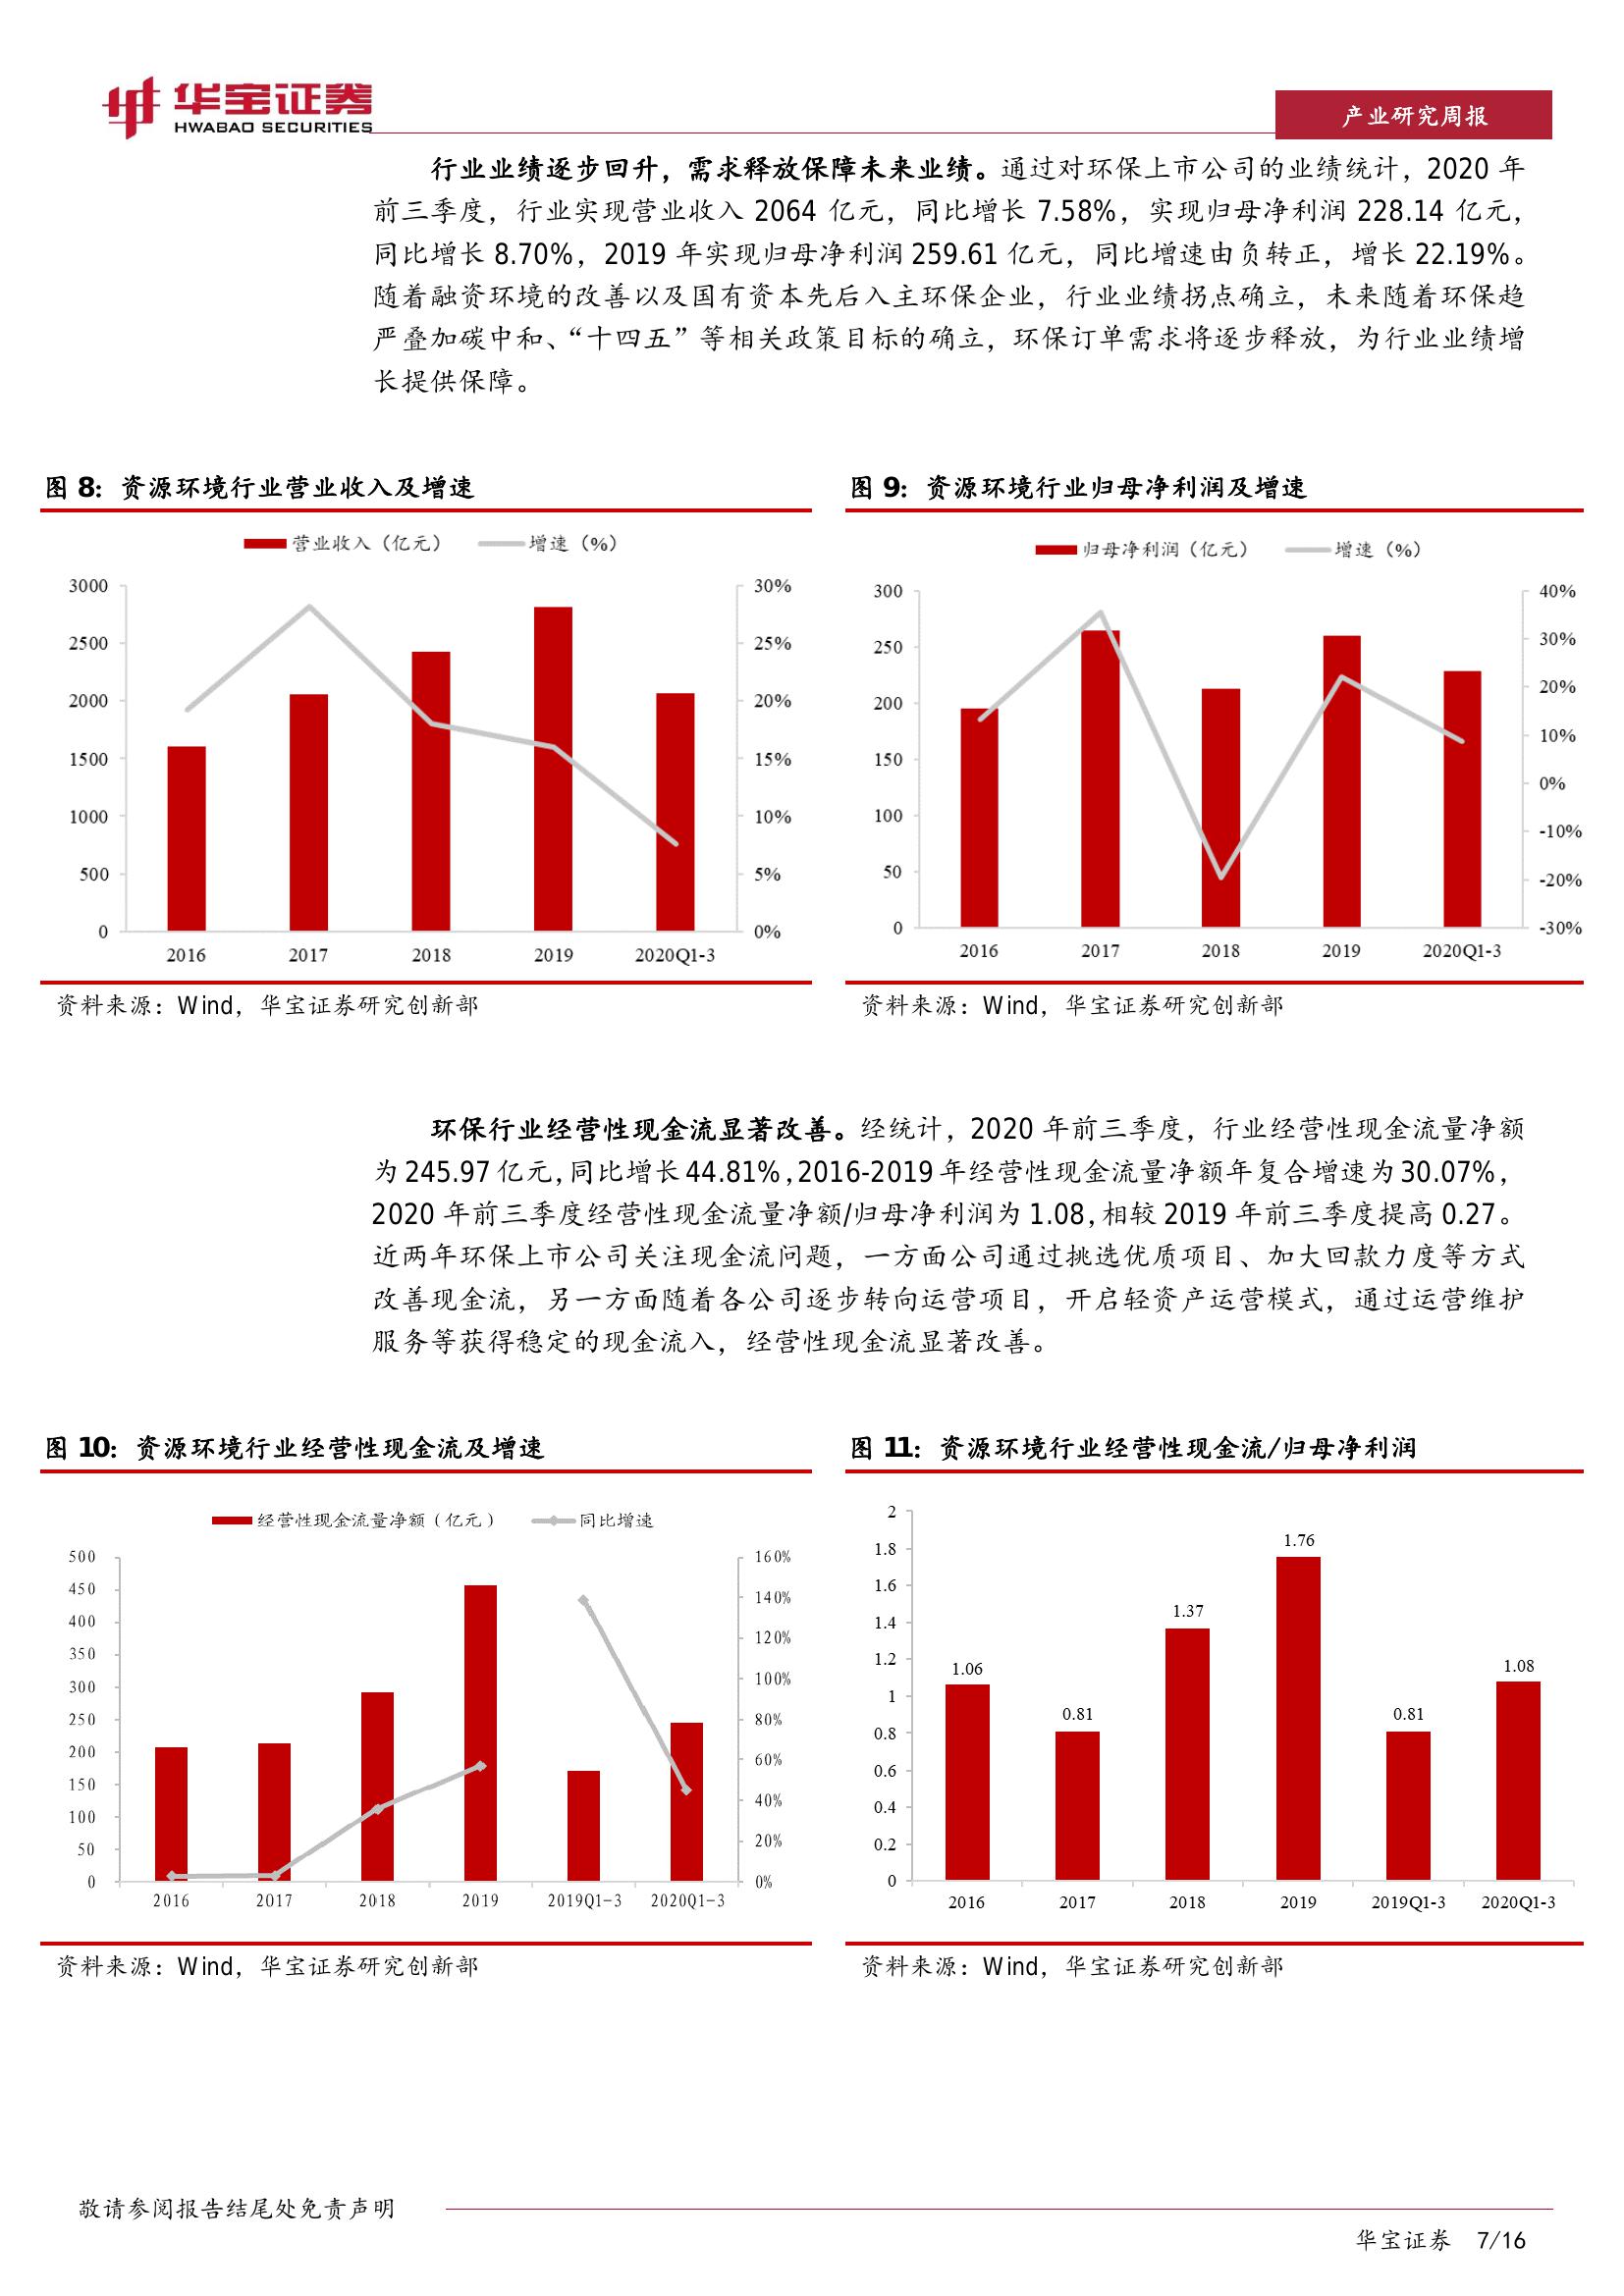 华宝证券
HWABAO SECURITIES
产业研究周报
行业业绩逐步回升，需求释放保障未来业绩。通过对环保上市公司的业绩统计，2020 年
前三季度，行业实现营业收入 2064 亿元，同比增长 7.58%，实现归母净利润 228.14 亿元，
同比增长 8.70%，2019 年实现归母净利润 259.61 亿元，同比增速由负转正，增长 22.19%。
随着融资环境的改善以及国有资本先后入主环保企业，行业业绩拐点确立，未来随着环保趋
严叠加碳中和、“十四五”等相关政策目标的确立，环保订单需求将逐步释放，为行业业绩增
长提供保障。
图 8：资源环境行业营业收入及增速
营业收入（亿元） 增速（%）
3000 30%
2500 25%
2000 20%
1500 15%
1000 10%
500 5%
0 0%
2016 2017 2018 2019 2020Q1-3
资料来源：Wind，华宝证券研究创新部
图 9：资源环境行业归母净利润及增速
归母净利润（亿元） 增速（%）
300 40%
250 30%
200 20%
150 10%
100 0%
50 -10%
0 -20%
-30%
2016 2017 2018 2019 2020Q1-3
资料来源：Wind，华宝证券研究创新部
环保行业经营性现金流显著改善。经统计，2020 年前三季度，行业经营性现金流量净额
为 245.97 亿元，同比增长 44.81%，2016-2019 年经营性现金流量净额年复合增速为 30.07%，
2020 年前三季度经营性现金流量净额/归母净利润为 1.08，相较 2019 年前三季度提高 0.27。
近两年环保上市公司关注现金流问题，一方面公司通过挑选优质项目、加大回款力度等方式
改善现金流，另一方面随着各公司逐步转向运营项目，开启轻资产运营模式，通过运营维护
服务等获得稳定的现金流入，经营性现金流显著改善。
图 10：资源环境行业经营性现金流及增速
经营性现金流量净额（亿元） 同比增速
500 160%
450 140%
400 120%
350 100%
300 80%
250 60%
200 40%
150 20%
100 0%
50
0
2016 2017 2018 2019 2019Q1-3 2020Q1-3
资料来源：Wind，华宝证券研究创新部
图 11：资源环境行业经营性现金流/归母净利润
2
1.8
1.6
1.4
1.2
1
0.8
0.6
0.4
0.2
0
1.06 0.81 1.37 1.76 0.81 1.08
2016 2017 2018 2019 2019Q1-3 2020Q1-3
资料来源：Wind，华宝证券研究创新部
敬请参阅报告结尾处免责声明
华宝证券 7/16